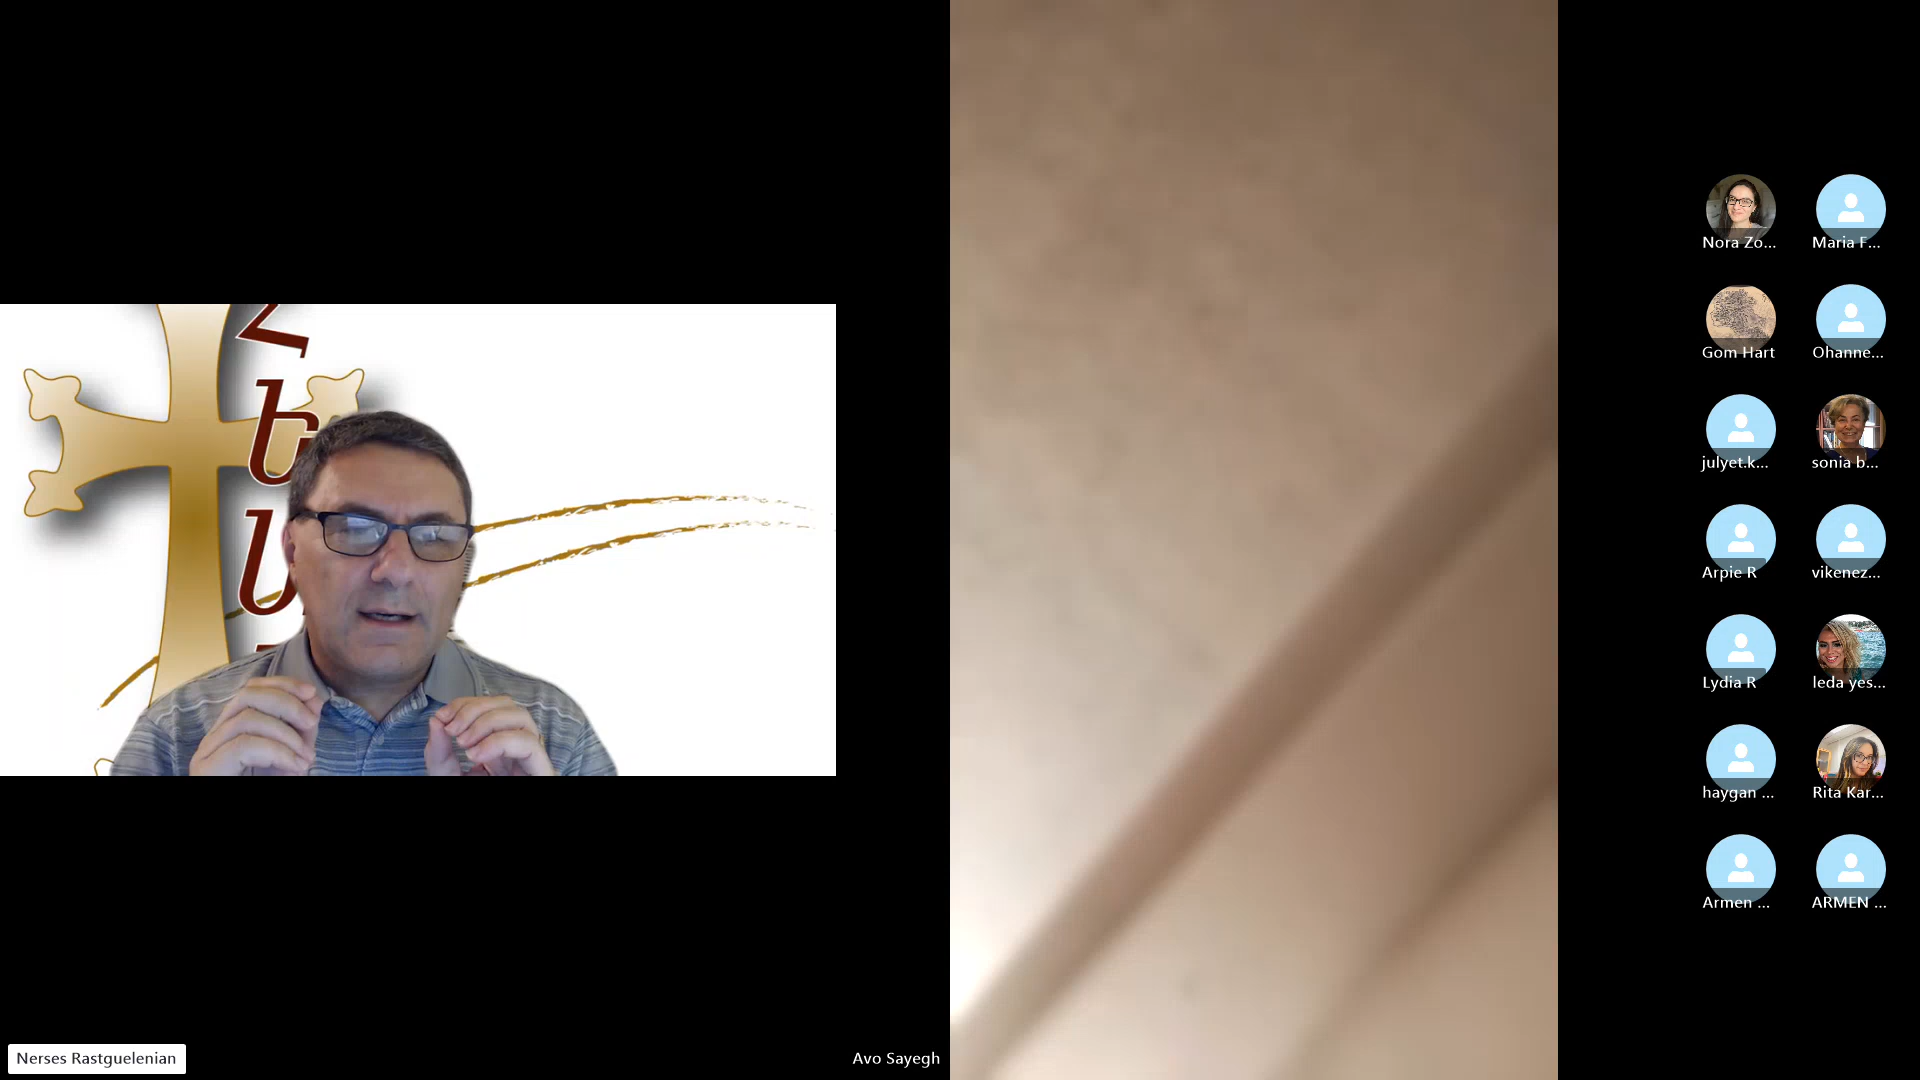 Հ
ե
ն
Nerses Rastguelenian
Avo Sayegh
Nora Zo...
Maria F...
Gom Hart
Ohanne...
julyet.k...
sonia b...
Arpie R
vikenez...
Lydia R
leda yes...
haygan ...
Rita Kar...
Armen ...
ARMEN ...